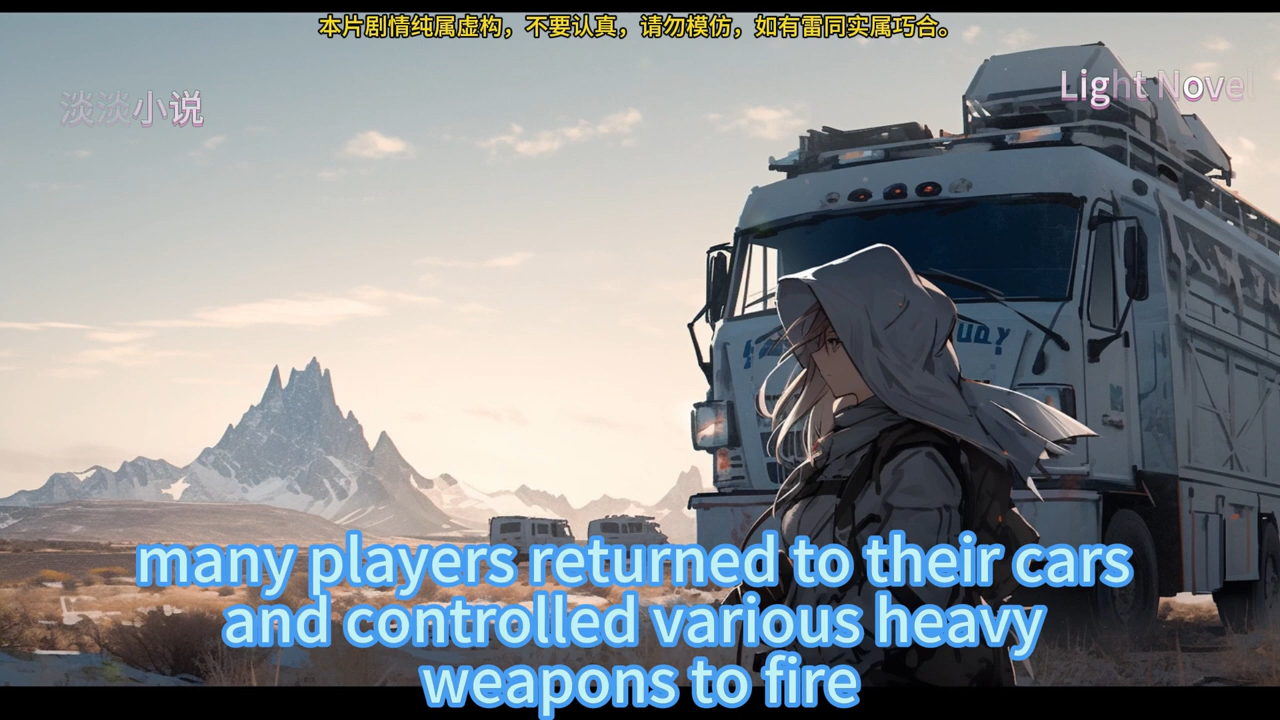 本片剧情纯属虚构，不要认真，请勿模仿，如有雷同实属巧合。
淡淡小说
Light Novel
many players returned to their cars
and controlled various heavy
weapons to fire